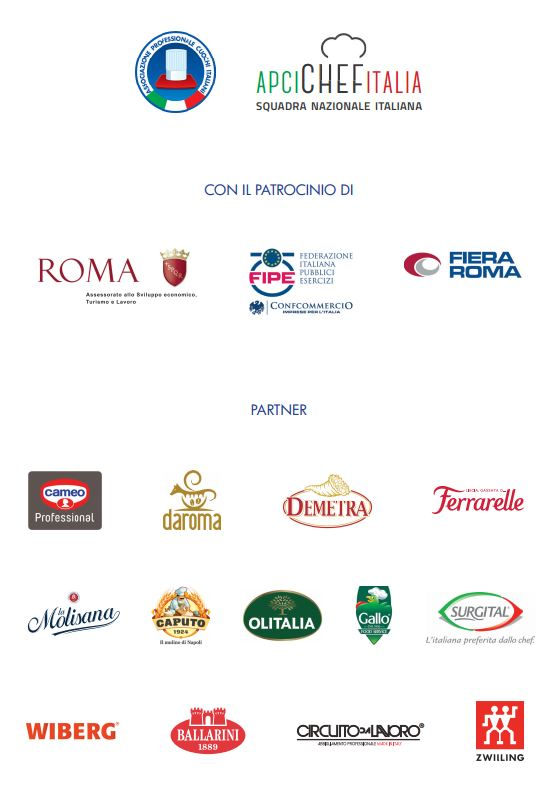 ASSOCIAZIONE PROFESSIONALE CUOCHI ITALIANI
APCICHEFITALIA
SQUADRA NAZIONALE ITALIANA
CON IL PATROCINIO DI
ROMA
S.P.Q.R.
Assessorato allo Sviluppo economico,
Turismo e Lavoro
FIPE
FEDERAZIONE
ITALIANA
PUBBLICI
ESERCIZI
CONFCOMMERCIO
IMPRESE PER L'ITALIA
FIERA
ROMA
PARTNER
cameo
Professional
daroma
DEMETRA
Ferrarelle
la
Molisana
CAPUTO
1924
Il mulino di Napoli
OLITALIA
Gallo
FOOD SERVICE
SURGITAL
L'italiana preferita dallo chef.
WIBERG®
BALLARINI
1889
CIRCUITO DA LAVORO®
ABBIGLIAMENTO PROFESSIONALE MADE IN ITALY
ZWILLING